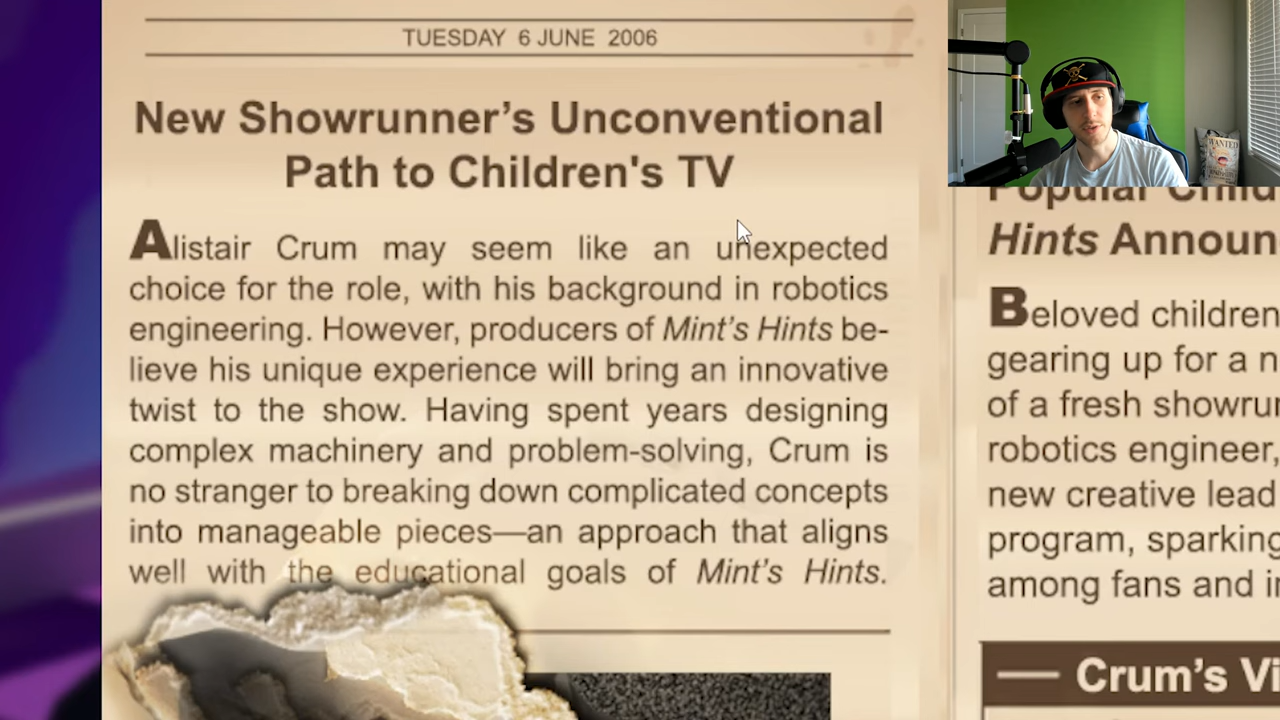 TUESDAY 6 JUNE 2006
New Showrunner's Unconventional
Path to Children's TV
Alistair Crum may seem like an unexpected
choice for the role, with his background in robotics
engineering. However, producers of Mint's Hints be-
lieve his unique experience will bring an innovative
twist to the show. Having spent years designing
complex machinery and problem-solving, Crum is
no stranger to breaking down complicated concepts
into manageable pieces—an approach that aligns
well with the educational goals of Mint's Hints.
Popular Child
Hints Announ
Beloved children
gearing up for a n
of a fresh showru
robotics engineer,
new creative lead
program, sparking
among fans and i
Crum's Vi
WANTED